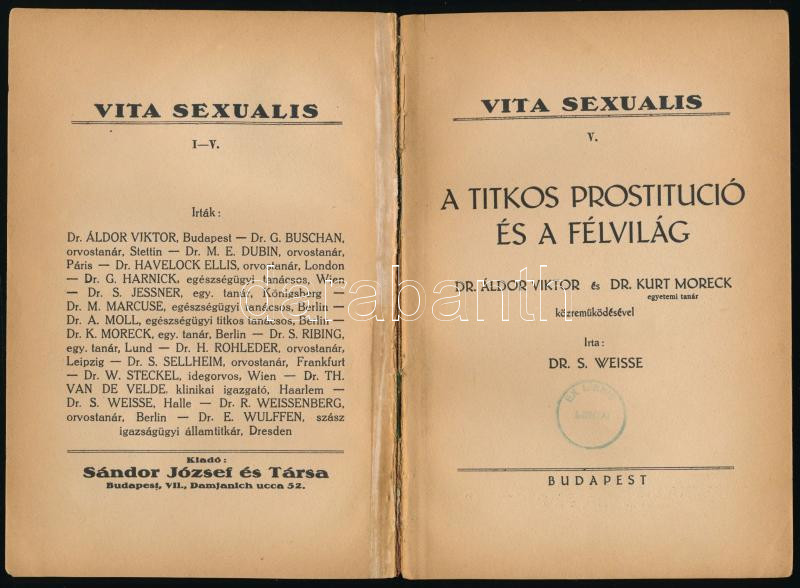 VITA SEXUALIS
I—V.
Irták :
Dr. ÁLDOR VIKTOR, Budapest — Dr. G. BUSCHAN,
orvostanár, Stettin — Dr. M. E. DUBIN, orvostanár,
Páris — Dr. HAVELOCK ELLIS, orvostanár, London
— Dr. G. HARNICK, egészségügyi tanácsos, Wien
— Dr. S. JESSNER, egy. tanár, Königsberg —
Dr. M. MARCUSE, egészségügyi tanácsos, Berlin —
Dr. A. MOLL, egészségügyi titkos tanácsos, Berlin —
Dr. K. MORECK, egy. tanár, Berlin — Dr. S. RIBING,
egy. tanár, Lund — Dr. H. ROHLEDER, orvostanár,
Leipzig — Dr. S. SELLHEIM, orvostanár, Frankfurt
— Dr. W. STECKEL, idegorvos, Wien — Dr. TH.
VAN DE VELDE, klinikai igazgató, Haarlem —
Dr. S. WEISSE, Halle — Dr. R. WEISSENBERG,
orvostanár, Berlin — Dr. E. WULFFEN, szász
igazságügyi államtitkár, Dresden
Kiadó :
Sándor József és Társa
Budapest, VII., Damjanich ucca 52.
VITA SEXUALIS
V.
A TITKOS PROSTITUCIÓ
ÉS A FÉLVILÁG
DR. ÁLDOR VIKTOR és DR. KURT MORECK
egyetemi tanár
közreműködésével
Irta :
DR. S. WEISSE
EX LIBRIS
BUDAPEST
darabanth